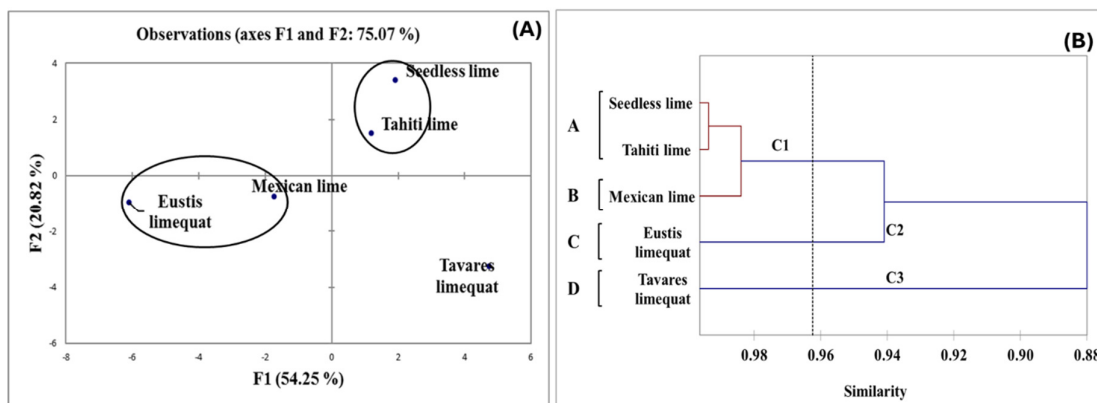 Observations (axes F1 and F2: 75.07 %)
(A)
4
2
0
-2
-4
-6
F2 (20.82 %)
Seedless lime
Tahiti lime
Mexican lime
Eustis
limequat
Tavares
limequat
-8
-6
-4
-2
0
2
4
6
F1 (54.25 %)
(B)
A
Seedless lime
Tahiti lime
C1
B
Mexican lime
C
Eustis
limequat
C2
D
Tavares
limequat
C3
0.98
0.96
0.94
0.92
0.90
0.88
Similarity